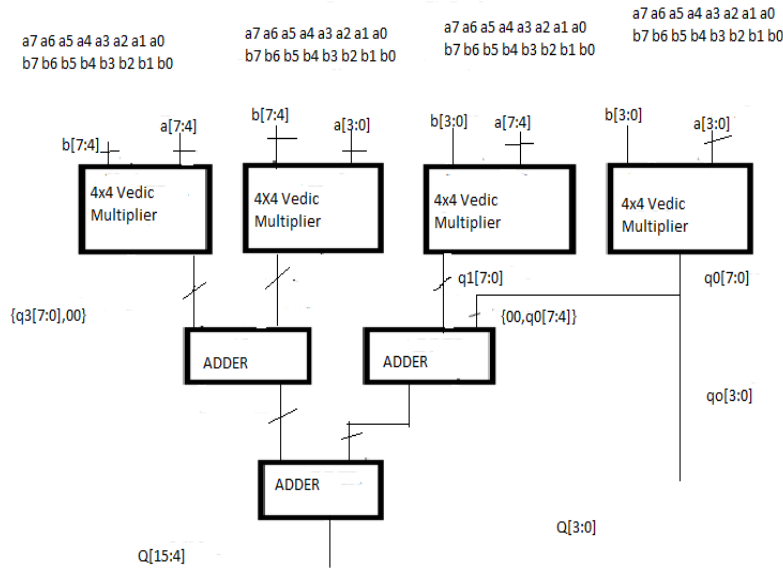 a7 a6 a5 a4 a3 a2 a1 a0
b7 b6 b5 b4 b3 b2 b1 b0
a7 a6 a5 a4 a3 a2 a1 a0
b7 b6 b5 b4 b3 b2 b1 b0
a7 a6 a5 a4 a3 a2 a1 a0
b7 b6 b5 b4 b3 b2 b1 b0
a7 a6 a5 a4 a3 a2 a1 a0
b7 b6 b5 b4 b3 b2 b1 b0
b[7:4]
a[7:4]
b[7:4]
a[3:0]
b[3:0]
a[7:4]
b[3:0]
a[3:0]
4x4 Vedic
Multiplier
4X4 Vedic
Multiplier
4x4 Vedic
Multiplier
4x4 Vedic
Multiplier
q1[7:0]
q0[7:0]
{q3[7:0],00}
{00,q0[7:4]}
ADDER
ADDER
qo[3:0]
ADDER
Q[3:0]
Q[15:4]